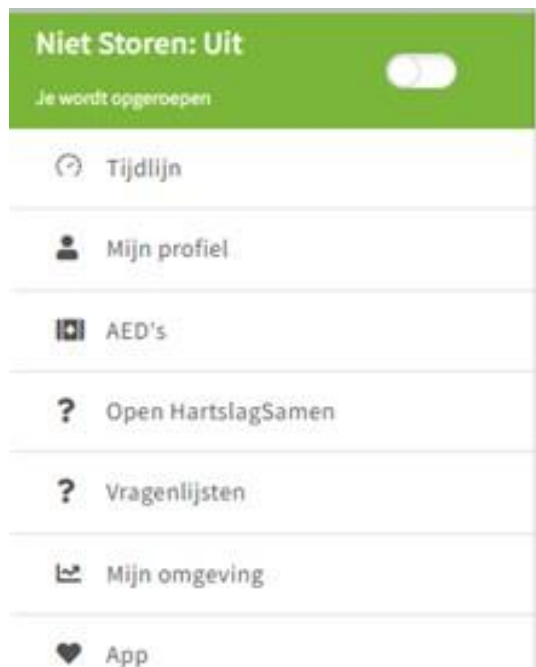 Niet Storen: Uit
Je wordt opgeroepen
Tijdlijn
Mijn profiel
AED's
Open HartslagSamen
Vragenlijsten
Mijn omgeving
App